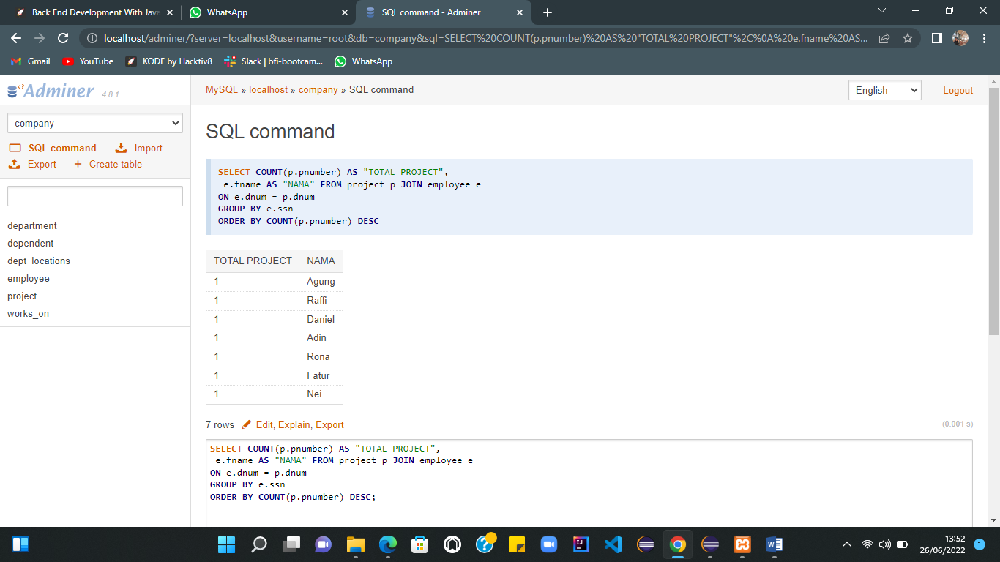 Back End Development With Java
WhatsApp
SQL command - Adminer
localhost/adminer/?server=localhost&username=root&db=company&sql=SELECT%20COUNT(p.pnumber)%20AS%20"TOTAL%20PROJECT"%2C%0A%20e.fname%20AS...
Gmail
YouTube
KODE by Hacktiv8
Slack | bfi-bootcam...
WhatsApp
Adminer 4.8.1
MySQL » localhost » company » SQL command
English
Logout
company
SQL command
Import
Export
+ Create table
department
dependent
dept_locations
employee
project
works_on
SQL command
SELECT COUNT(p.pnumber) AS "TOTAL PROJECT",
e.fname AS "NAMA" FROM project p JOIN employee e
ON e.dnum = p.dnum
GROUP BY e.ssn
ORDER BY COUNT(p.pnumber) DESC
TOTAL PROJECT NAMA
1 Agung
1 Raffi
1 Daniel
1 Adin
1 Rona
1 Fatur
1 Nei
7 rows Edit, Explain, Export
(0.001 s)
SELECT COUNT(p.pnumber) AS "TOTAL PROJECT",
e.fname AS "NAMA" FROM project p JOIN employee e
ON e.dnum = p.dnum
GROUP BY e.ssn
ORDER BY COUNT(p.pnumber) DESC;
13:52
26/06/2022
1